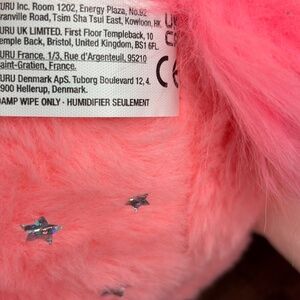 URU Inc. Room 1202, Energy Plaza, No.92
ranville Road, Tsim Sha Tsui East, Kowloon, HK
URU UK LIMITED. First Floor Templeback, 10
emple Back, Bristol, United Kingdom, BS1 6FL.
URU France. 1/3, Rue d'Argenteuil, 95210
aint-Gratien, France.
URU Denmark ApS. Tuborg Boulevard 12, 4.
900 Hellerup, Denmark.
DAMP WIPE ONLY · HUMIDIFIER SEULEMENT
UK
CA
CE